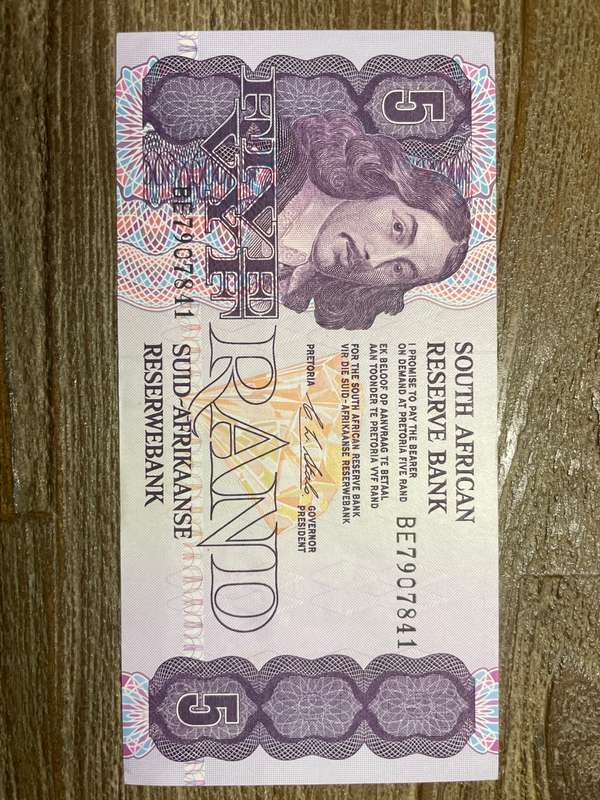 SOUTH AFRICAN
RESERVE BANK
5
I PROMISE TO PAY THE BEARER
ON DEMAND AT PRETORIA FIVE RAND
BE7907841
EK BELOOF OP AANVRAAG TE BETAAL
AAN TOONDER TE PRETORIA VYF RAND
FOR THE SOUTH AFRICAN RESERVE BANK
VIR DIE SUID-AFRIKAANSE RESERWEBANK
PRETORIA
GOVERNOR
PRESIDENT
FIVE
VYF
RAND
BE7907841
SUID-AFRIKAANSE
RESERWEBANK
5